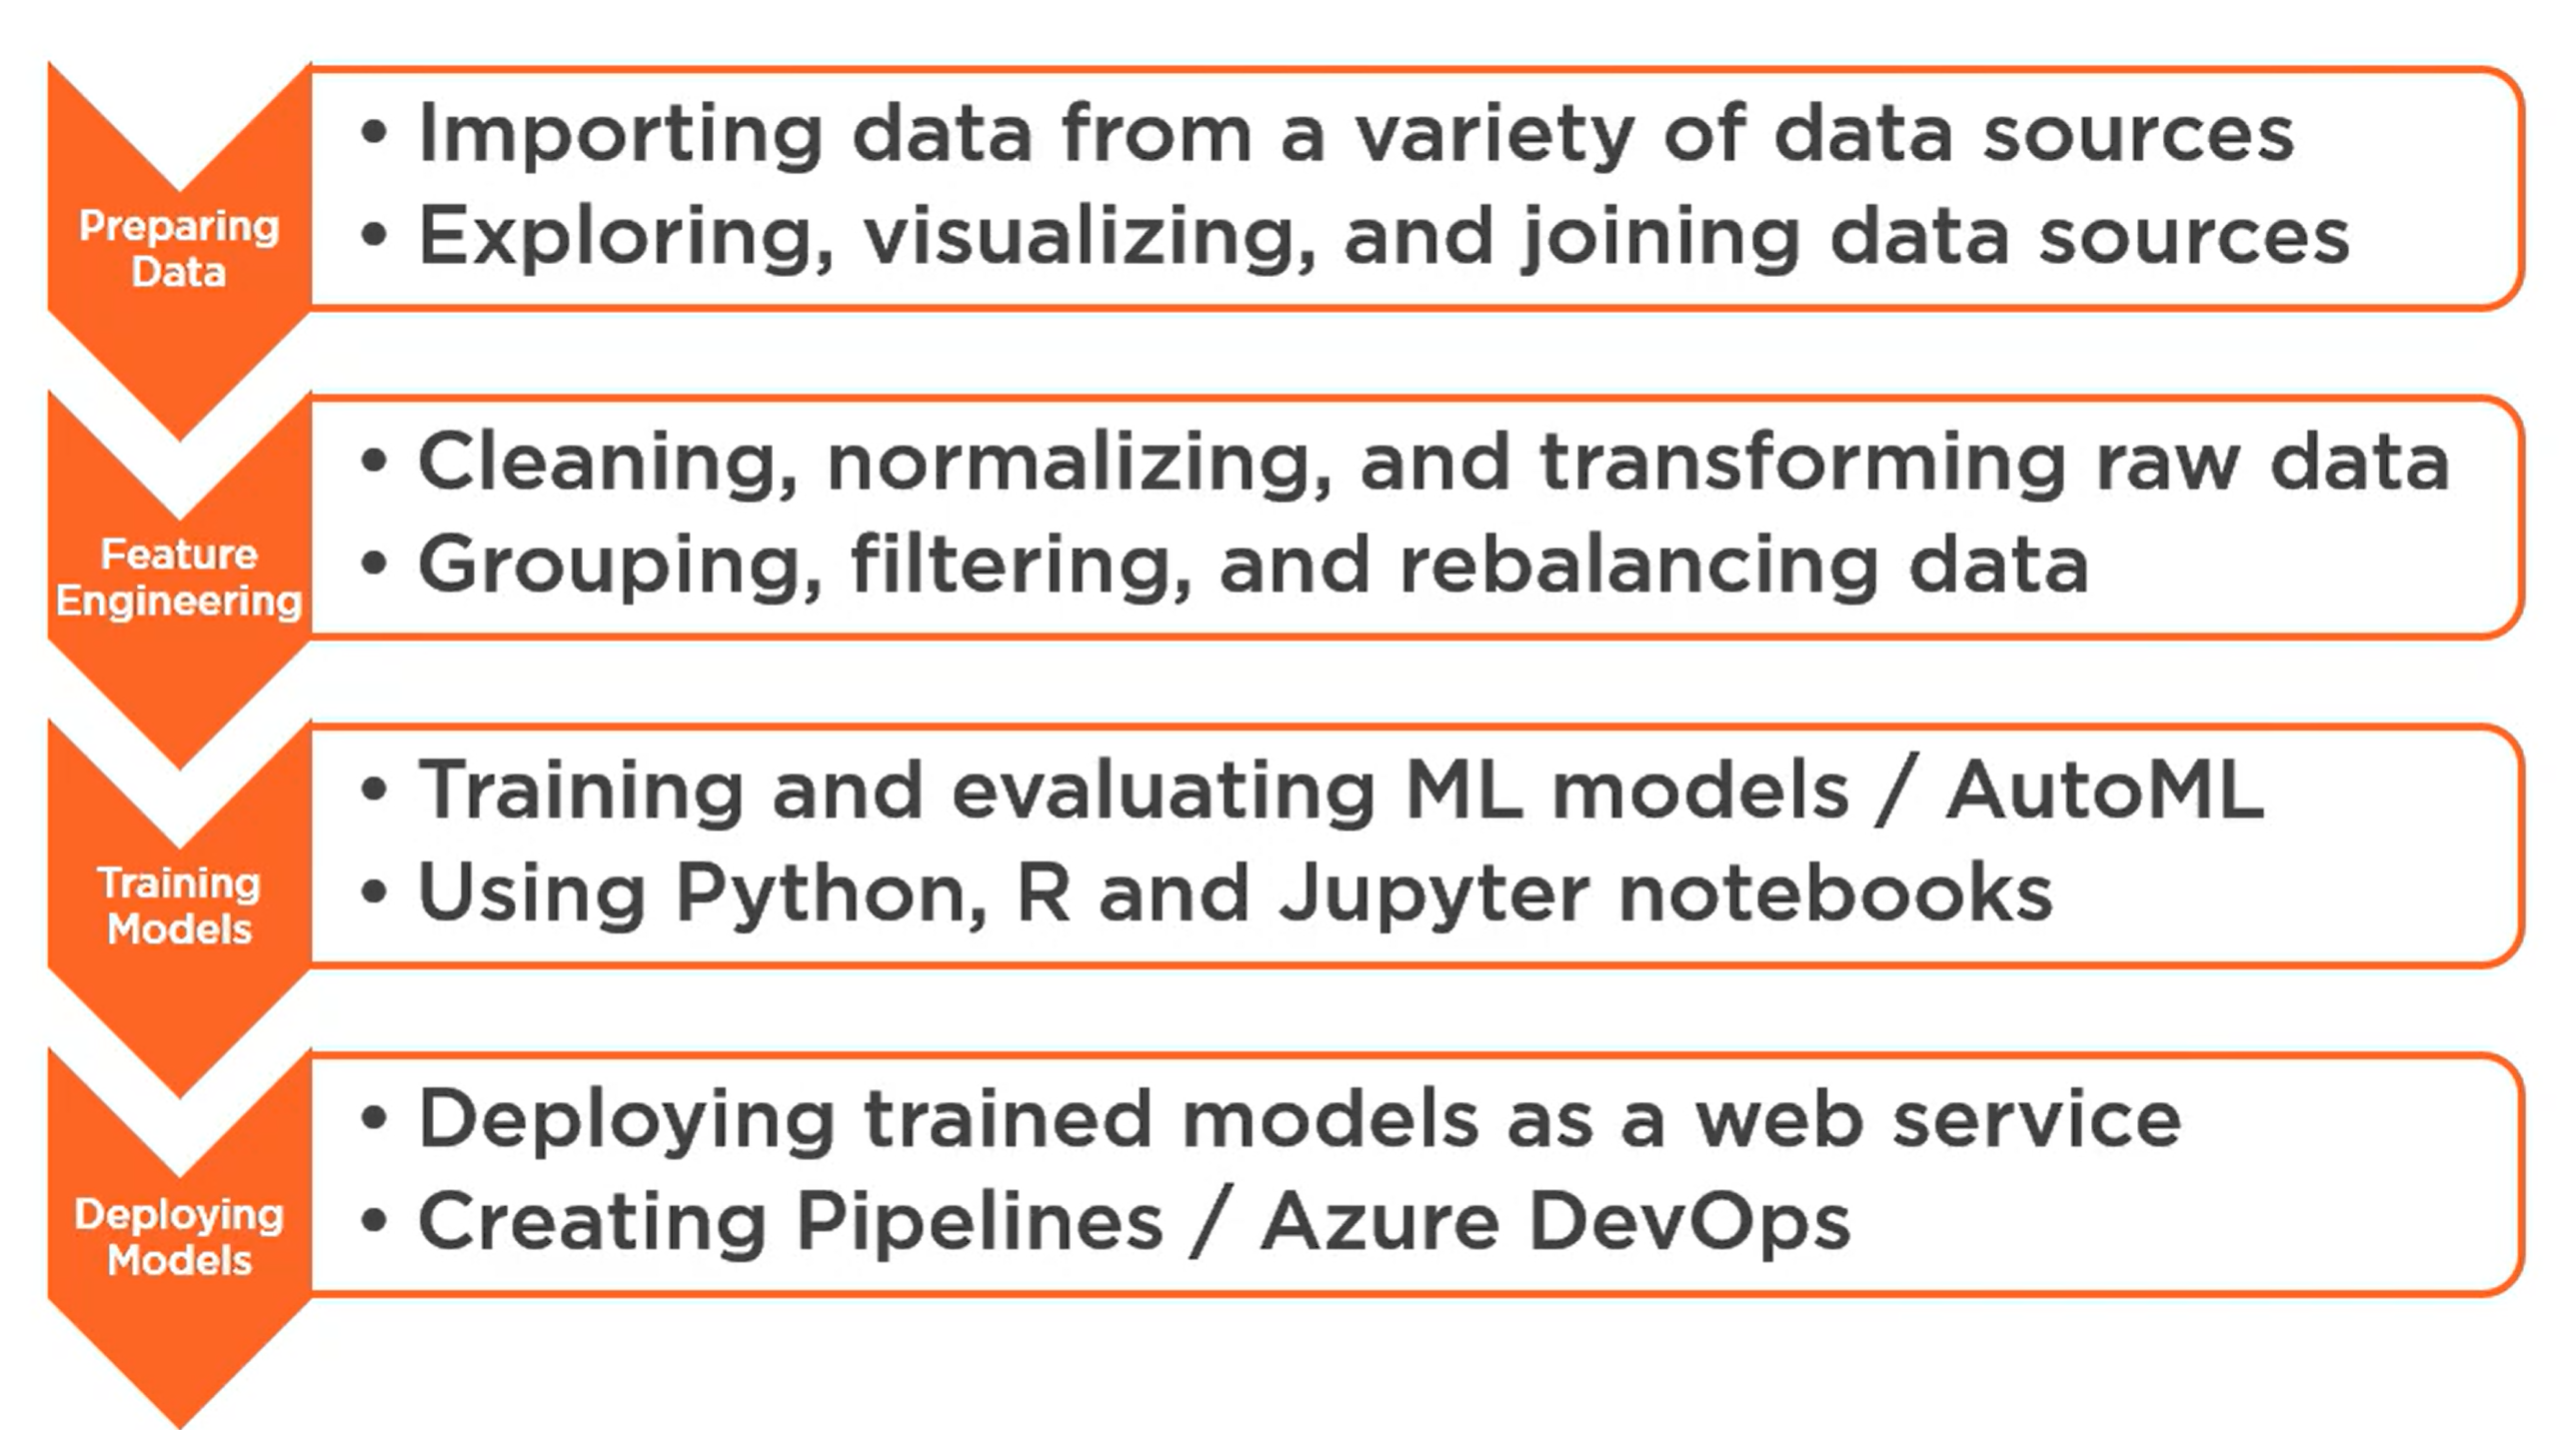 Preparing
Data
• Importing data from a variety of data sources
• Exploring, visualizing, and joining data sources
Feature
Engineering
• Cleaning, normalizing, and transforming raw data
• Grouping, filtering, and rebalancing data
Training
Models
• Training and evaluating ML models / AutoML
• Using Python, R and Jupyter notebooks
Deploying
Models
• Deploying trained models as a web service
• Creating Pipelines / Azure DevOps